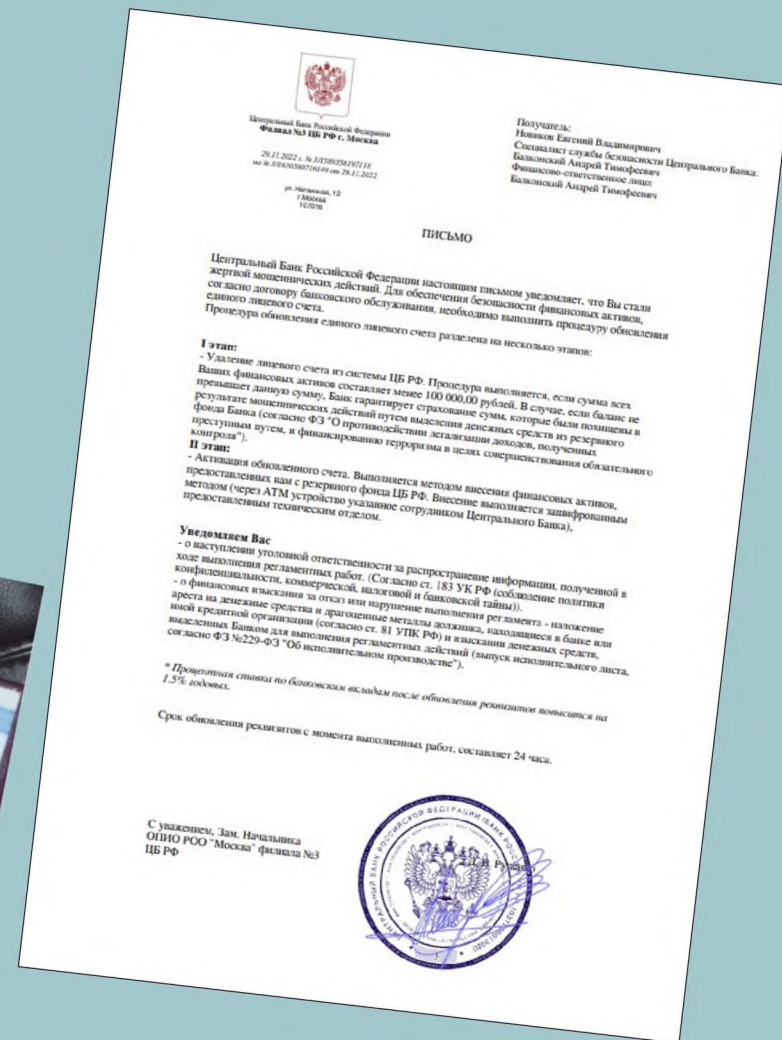 Центральный Банк Российской Федерации
Филиал №3 ЦБ РФ г. Москва
29.11.2022 г. № 3/1589356197118
на № 3/1630580716149 от 29.11.2022
ул. Неглинная, 12
г.Москва
107016
Получатель:
Новиков Евгений Владимирович
Специалист службы безопасности Центрального Банка:
Балконский Андрей Тимофеевич
Финансово-ответственное лицо:
Балконский Андрей Тимофеевич
ПИСЬМО
Центральный Банк Российской Федерации настоящим письмом уведомляет, что Вы стали
жертвой мошеннических действий. Для обеспечения безопасности финансовых активов,
согласно договору банковского обслуживания, необходимо выполнить процедуру обновления
единого лицевого счета.
Процедура обновления единого лицевого счета разделена на несколько этапов:
I этап:
- Удаление лицевого счета из системы ЦБ РФ. Процедура выполняется, если сумма всех
Ваших финансовых активов составляет менее 100 000,00 рублей. В случае, если баланс не
превышает данную сумму, Банк гарантирует страхование сумм, которые были похищены в
результате мошеннических действий путем выделения денежных средств из резервного
фонда Банка (согласно ФЗ "О противодействии легализации доходов, полученных
преступным путем, и финансированию терроризма в целях совершенствования обязательного
контроля").
II этап:
- Активация обновленного счета. Выполняется методом внесения финансовых активов,
предоставленных вам с резервного фонда ЦБ РФ. Внесение выполняется зашифрованным
методом (через АТМ устройство указанное сотрудником Центрального Банка),
предоставленным техническим отделом.
Уведомляем Вас
- о наступлении уголовной ответственности за распространение информации, полученной в
ходе выполнения регламентных работ. (Согласно ст. 183 УК РФ (соблюдение политики
конфиденциальности, коммерческой, налоговой и банковской тайны)).
- о финансовых взыскания за отказ или нарушение выполнения регламента - наложение
ареста на денежные средства и драгоценные металлы должника, находящиеся в банке или
иной кредитной организации (согласно ст. 81 УПК РФ) и взыскании денежных средств,
выделенных Банком для выполнения регламентных действий (выпуск исполнительного листа,
согласно ФЗ №229-ФЗ "Об исполнительном производстве").
* Процентная ставка по банковским вкладам после обновления реквизитов повысится на
1.5% годовых.
Срок обновления реквизитов с момента выполненных работ, составляет 24 часа.
С уважением, Зам. Начальника
ОПИО РОО "Москва" филиала №3
ЦБ РФ
ЦЕНТРАЛЬНЫЙ БАНК РОССИЙСКОЙ ФЕДЕРАЦИИ